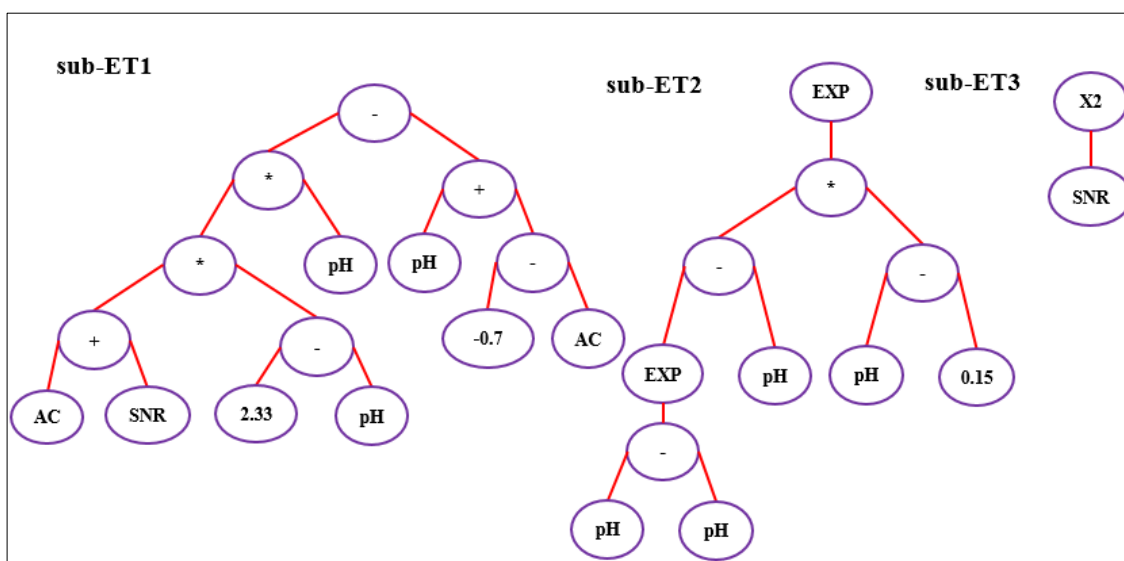 sub-ET1
sub-ET2
EXP
sub-ET3
X2
-
*
+
*
SNR
*
pH
pH
-
-
-
+
-
-0.7
AC
EXP
pH
pH
0.15
AC
SNR
2.33
pH
-
pH
pH